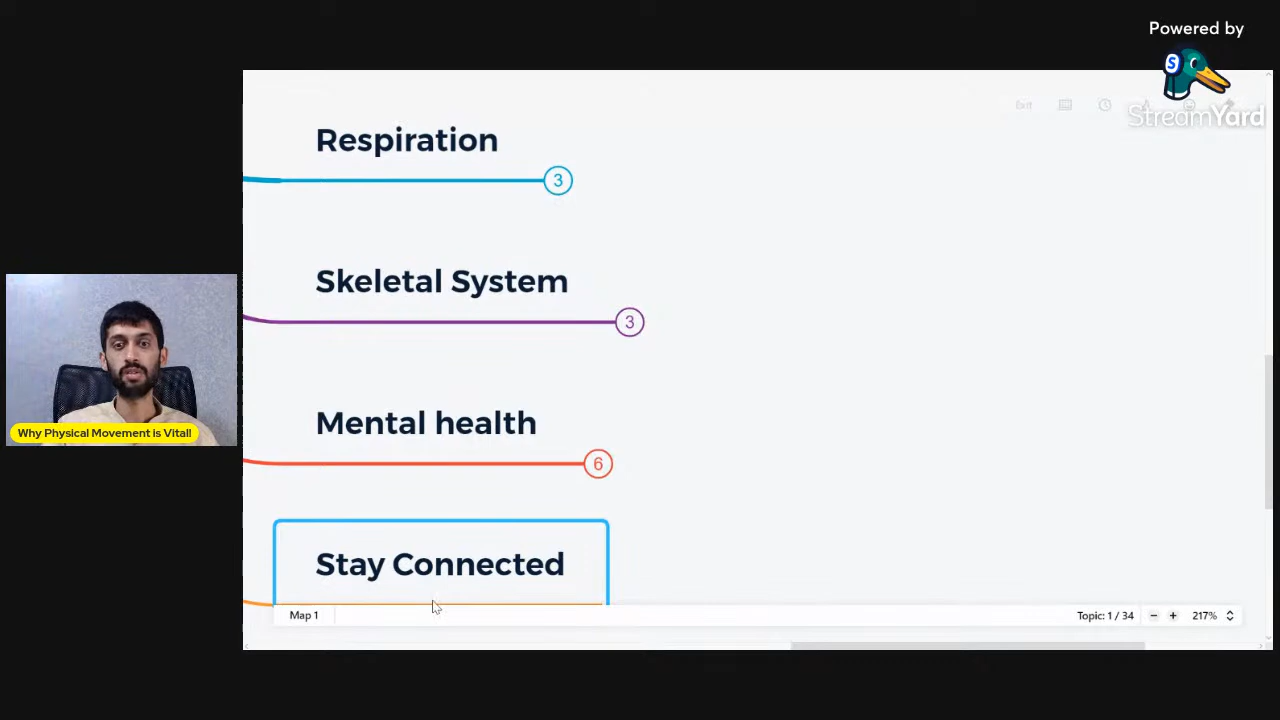 Powered by
S
StreamYard
Exit
Respiration
3
Skeletal System
3
Mental health
6
Stay Connected
Why Physical Movement is Vital!
Map 1
Topic: 1 / 34
217%